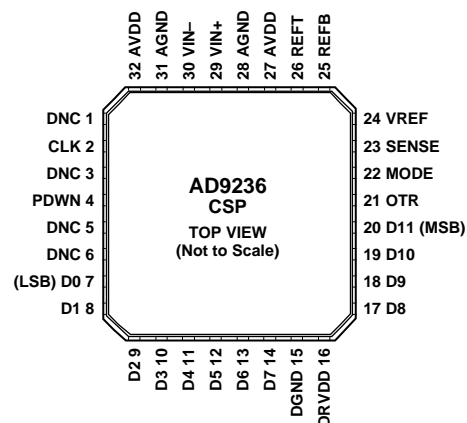 32 AVDD
31 AGND
30 VIN–
29 VIN+
28 AGND
27 AVDD
26 REFT
25 REFB
DNC 1
CLK 2
DNC 3
PDWN 4
DNC 5
DNC 6
(LSB) D0 7
D1 8
AD9236
CSP
TOP VIEW
(Not to Scale)
24 VREF
23 SENSE
22 MODE
21 OTR
20 D11 (MSB)
19 D10
18 D9
17 D8
D2 9
D3 10
D4 11
D5 12
D6 13
D7 14
DGND 15
DRVDD 16